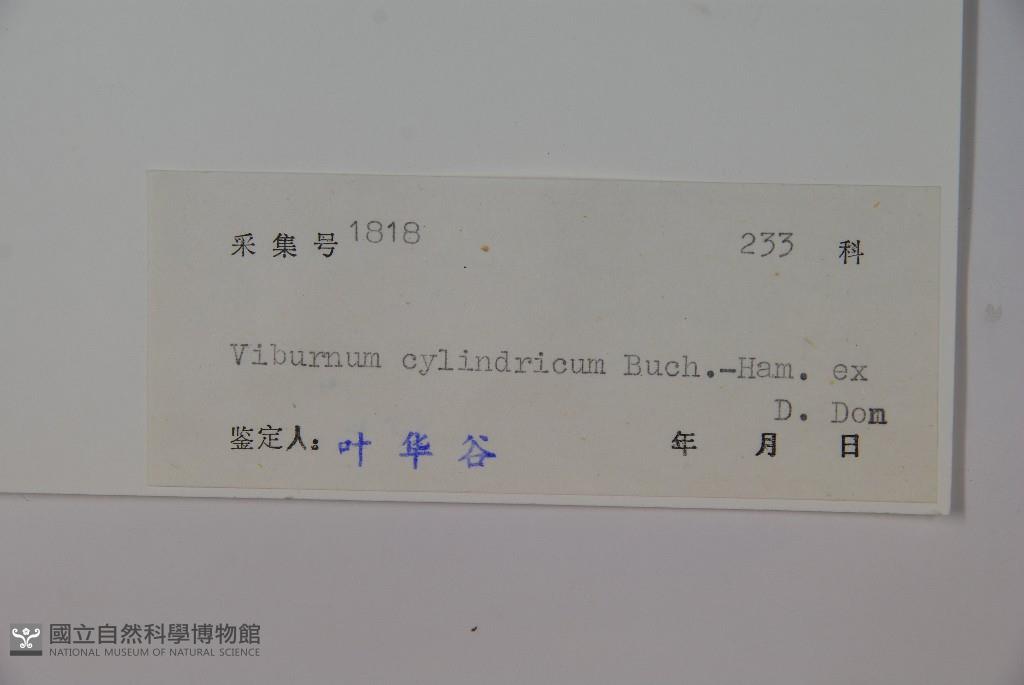 采集号 1818 233 科
Viburnum cylindricum Buch.-Ham. ex
D. Don
鉴定人: 叶华谷 年 月 日
國立自然科學博物館
NATIONAL MUSEUM OF NATURAL SCIENCE